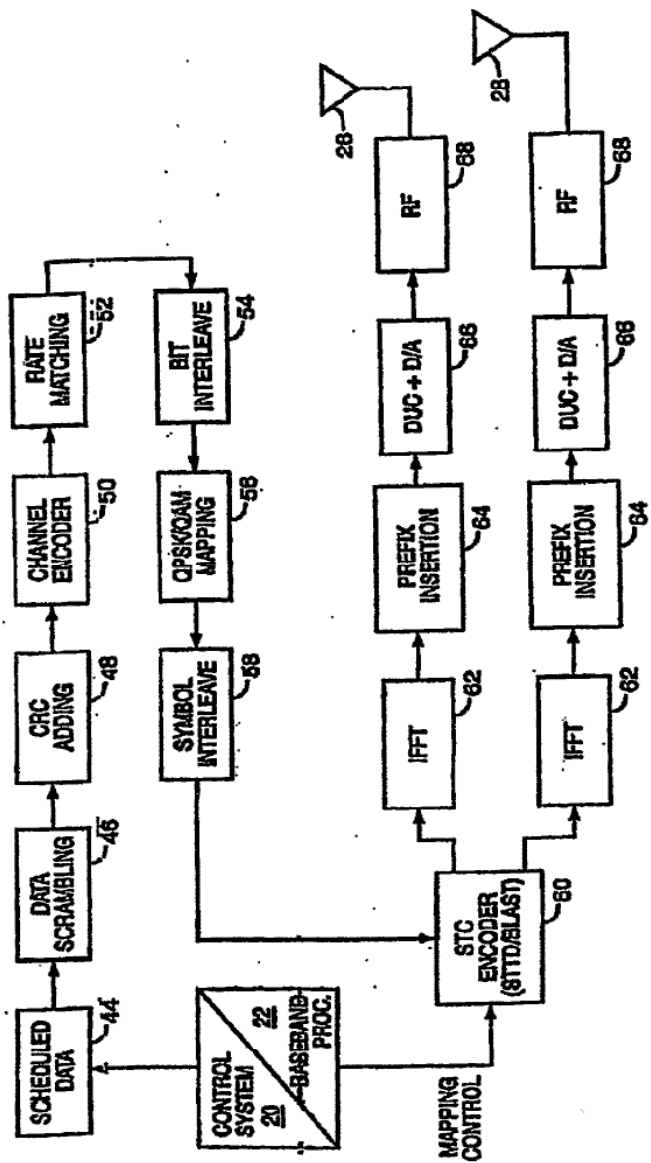 SCHEDULED
DATA
44
DATA
SCRAMBLING
46
CRC
ADDING
48
CHANNEL
ENCODER
50
RATE
MATCHING
52
BIT
INTERLEAVE
54
QPSK/QAM
MAPPING
56
SYMBOL
INTERLEAVE
58
CONTROL
SYSTEM
20
22
BASEBAND
PROC.
MAPPING
CONTROL
STC
ENCODER
(STTD/BLAST)
60
IFFT
62
PREFIX
INSERTION
64
DUC + D/A
66
RF
68
28
IFFT
62
PREFIX
INSERTION
64
DUC + D/A
66
RF
68
28